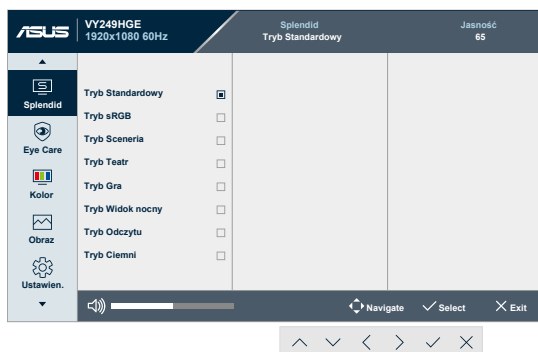 ASUS
VY249HGE
1920x1080 60Hz
Splendid
Tryb Standardowy
Jasność
65
Splendid
Eye Care
Kolor
Obraz
Ustawien.
Tryb Standardowy
Tryb sRGB
Tryb Sceneria
Tryb Teatr
Tryb Gra
Tryb Widok nocny
Tryb Odczytu
Tryb Ciemni
Navigate
Select
Exit